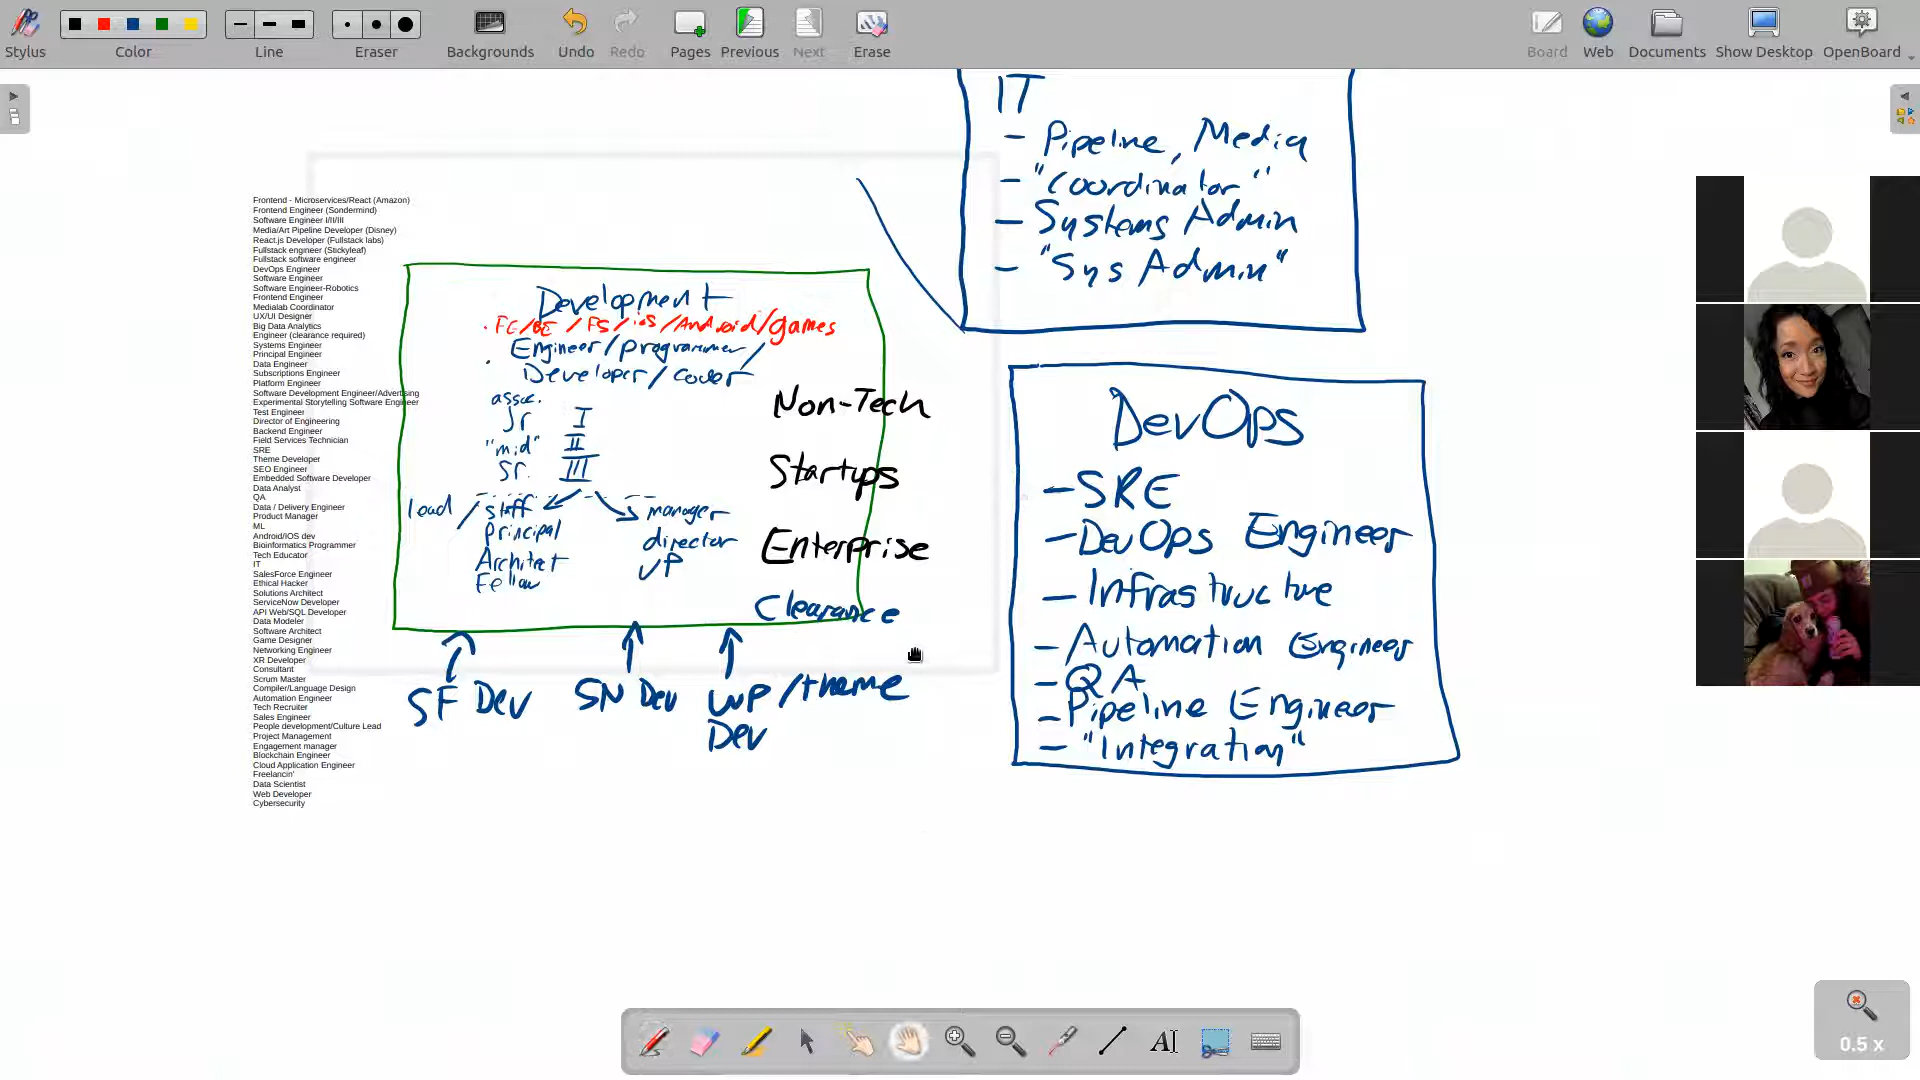 Stylus
Color
Line
Eraser
Backgrounds
Undo
Redo
Pages
Previous
Next
Erase
Board
Web
Documents
Show Desktop
OpenBoard
IT
- Pipeline, Media
- "Coordinator"
- Systems Admin
- "Sys Admin"
Frontend - Microservices/React (Amazon)
Frontend Engineer (Sondermind)
Software Engineer I/II/III
Media/Art Pipeline Developer (Disney)
React.js Developer (Fullstack labs)
Fullstack engineer (Stickyleaf)
Fullstack software engineer
DevOps Engineer
Software Engineer
Software Engineer-Robotics
Frontend Engineer
Medialab Coordinator
UX/UI Designer
Big Data Analytics
Engineer (clearance required)
Systems Engineer
Principal Engineer
Data Engineer
Subscriptions Engineer
Platform Engineer
Software Development Engineer/Advertising
Experimental Storytelling Software Engineer
Test Engineer
Director of Engineering
Backend Engineer
Field Services Technician
SRE
Theme Developer
SEO Engineer
Embedded Software Developer
Data Analyst
QA
Data / Delivery Engineer
Product Manager
ML
Android/IOS dev
Bioinformatics Programmer
Tech Educator
IT
SalesForce Engineer
Ethical Hacker
Solutions Architect
ServiceNow Developer
API Web/SQL Developer
Data Modeler
Software Architect
Game Designer
Networking Engineer
XR Developer
Consultant
Scrum Master
Compiler/Language Design
Automation Engineer
Tech Recruiter
Sales Engineer
People development/Culture Lead
Project Management
Engagement manager
Blockchain Engineer
Cloud Application Engineer
Freelancin'
Data Scientist
Web Developer
Cybersecurity
Development
· FE/BE/FS/iOS/Android/games
· Engineer/programmer/
Developer/coder
assoc.
Jr I
"mid" II
Sr. III
lead / staff
principal
Architect
Fellow
manager
director
VP
Non-Tech
Startups
Enterprise
Clearance
SF Dev
SN Dev
WP/theme
Dev
DevOps
- SRE
- DevOps Engineer
- Infrastructure
- Automation Engineer
- QA
- Pipeline Engineer
- "Integration"
0.5 x